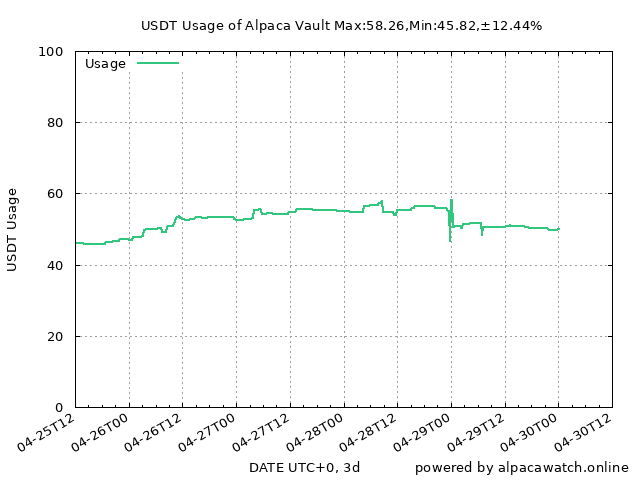 USDT Usage of Alpaca Vault Max:58.26,Min:45.82,±12.44%
Usage
USDT Usage
100
80
60
40
20
0
04-25T12
04-26T00
04-26T12
04-27T00
04-27T12
04-28T00
04-28T12
04-29T00
04-29T12
04-30T00
04-30T12
DATE UTC+0, 3d
powered by alpacawatch.online